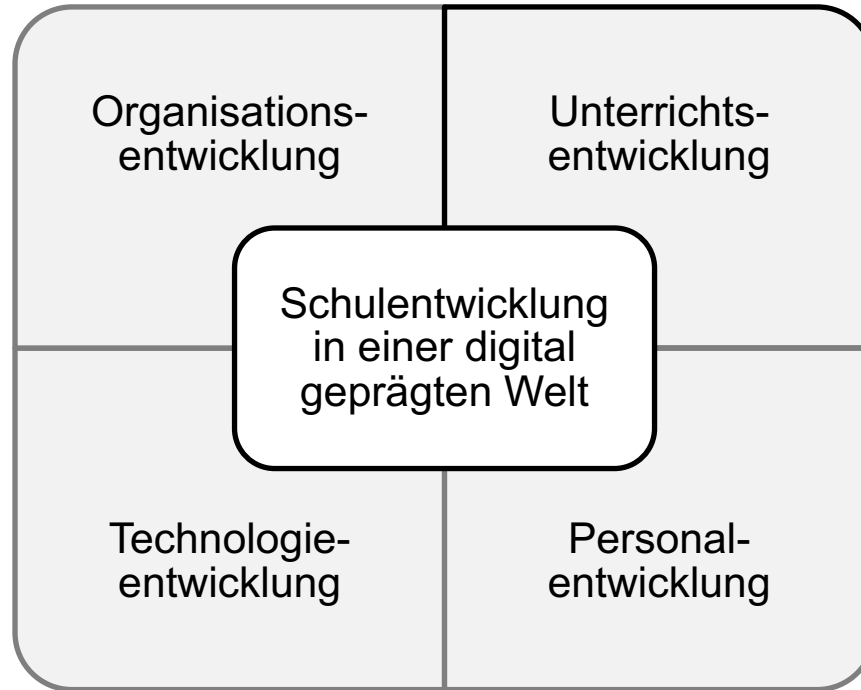 Organisations-
entwicklung
Unterrichts-
entwicklung
Schulentwicklung
in einer digital
geprägten Welt
Technologie-
entwicklung
Personal-
entwicklung